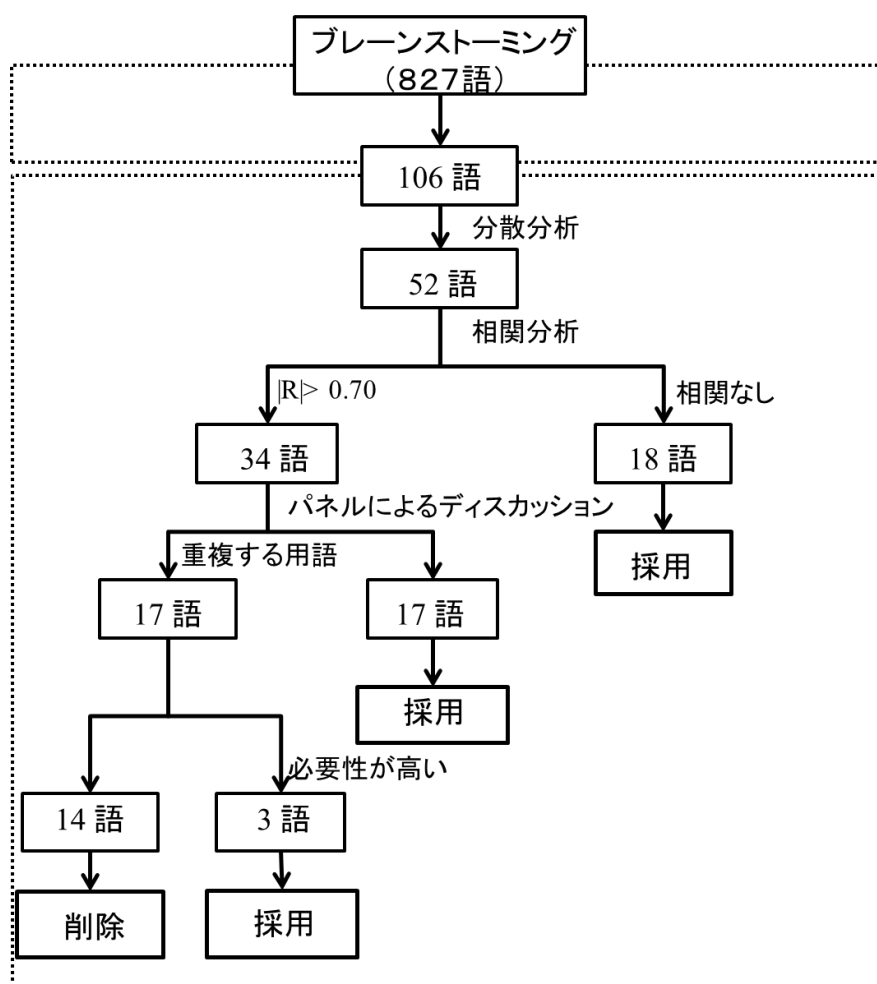 ブレーンストーミング
（827語）
106 語
分散分析
52 語
相関分析
|R|> 0.70
相関なし
34 語
18 語
パネルによるディスカッション
採用
重複する用語
17 語
17 語
採用
必要性が高い
14 語
3 語
削除
採用